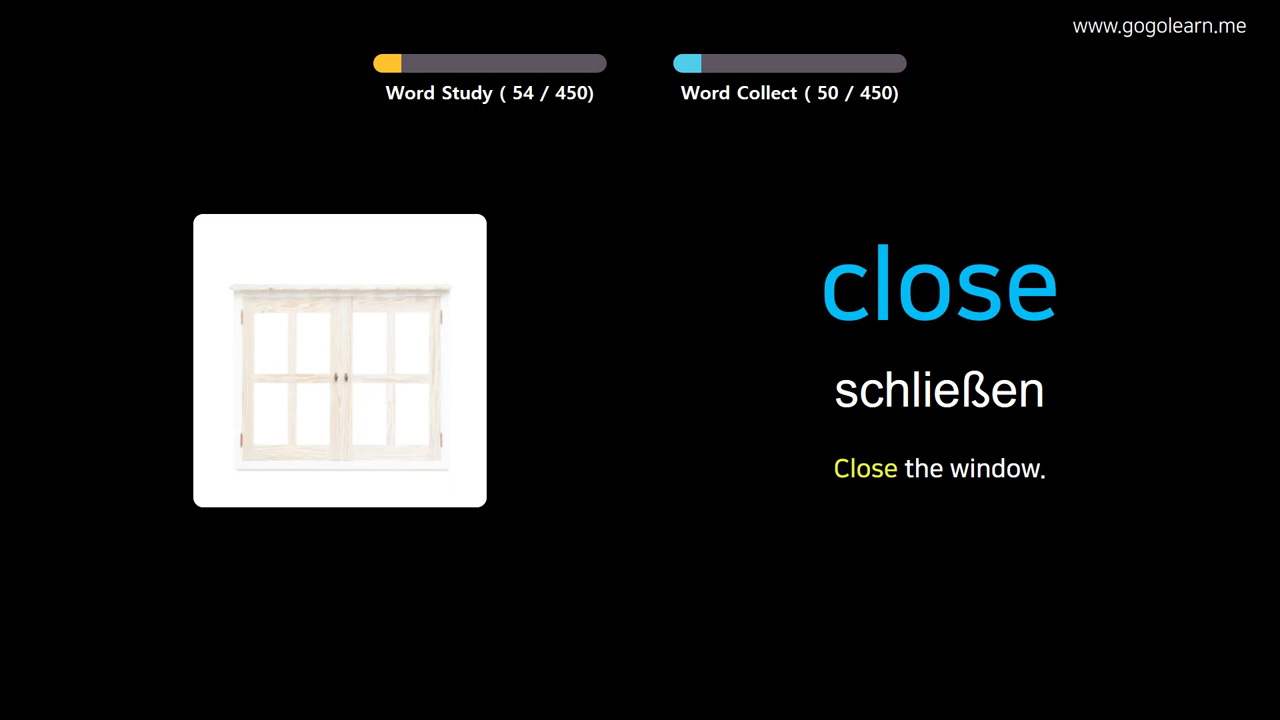 www.gogolearn.me
Word Study ( 54 / 450)
Word Collect ( 50 / 450)
close
schließen
Close the window.